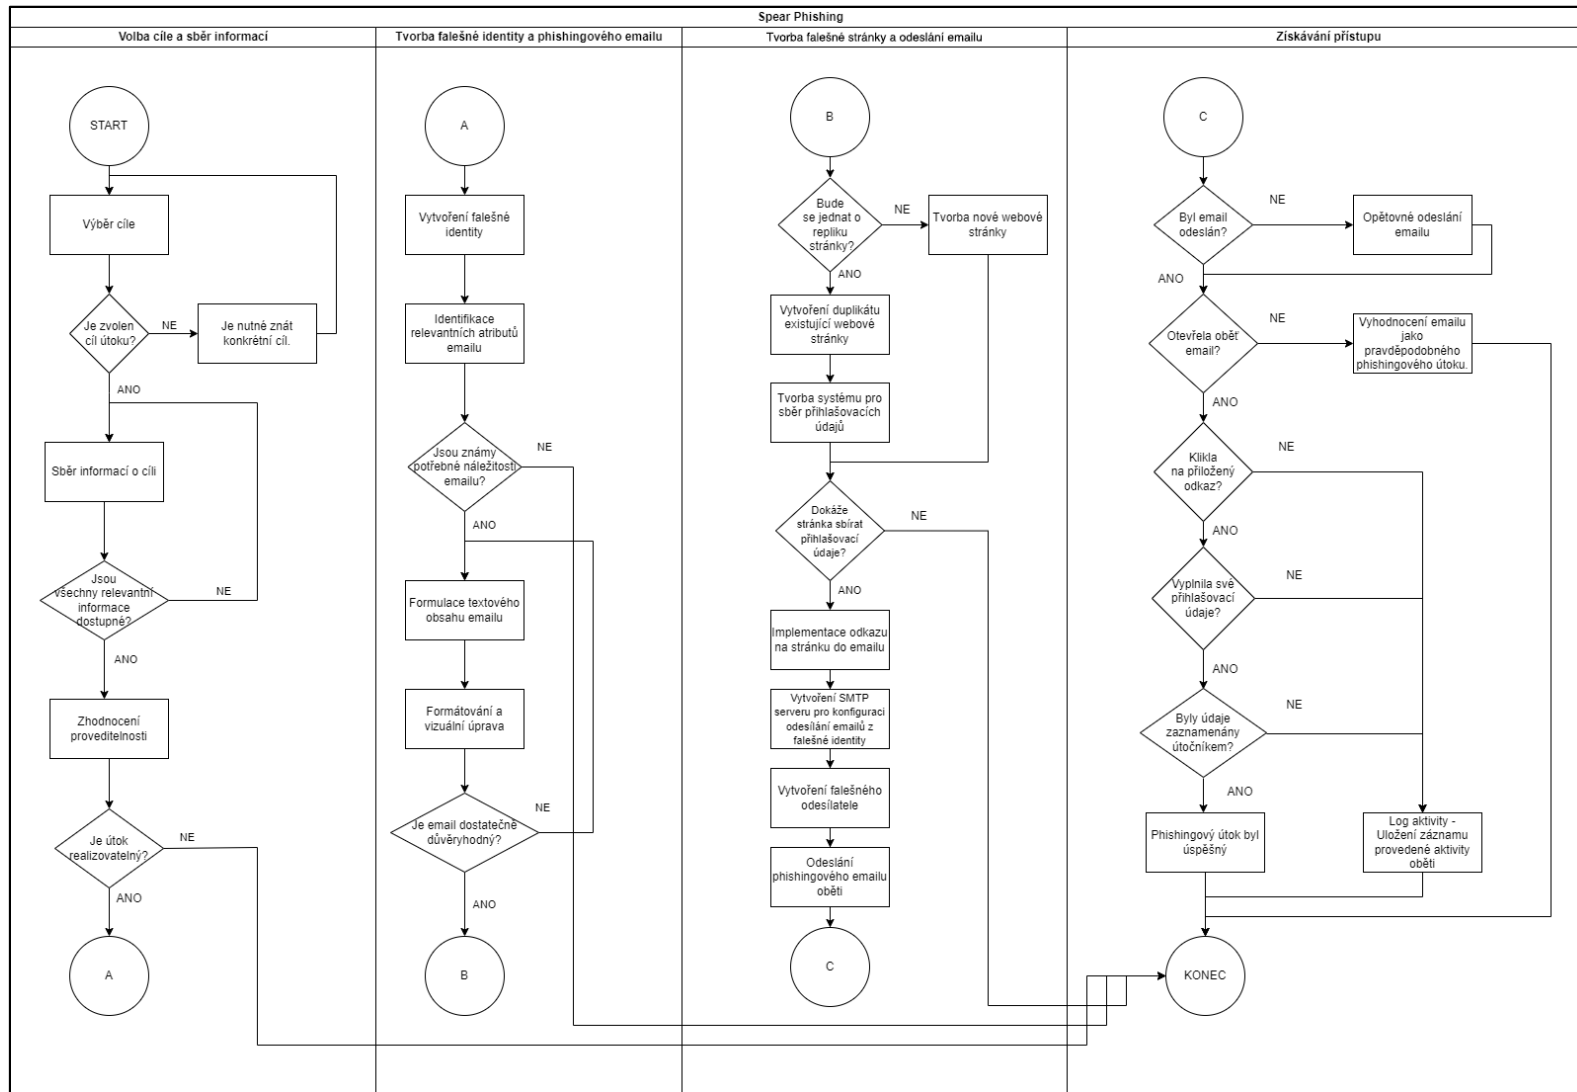 Spear Phishing
Volba cíle a sběr informací
Tvorba falešné identity a phishingového emailu
Tvorba falešné stránky a odeslání emailu
Získávání přístupu
START
Výběr cíle
Je zvolen
cíl útoku?
NE
Je nutné znát
konkrétní cíl.
ANO
Sběr informací o cíli
Jsou
všechny relevantní
informace
dostupné?
NE
ANO
Zhodnocení
proveditelnosti
Je útok
realizovatelný?
NE
ANO
A
A
Vytvoření falešné
identity
Identifikace
relevantních atributů
emailu
Jsou známy
potřebné náležitosti
emailu?
NE
ANO
Formulace textového
obsahu emailu
Formátování a
vizuální úprava
Je email dostatečně
důvěryhodný?
NE
ANO
B
B
Bude
se jednat o
repliku
stránky?
NE
Tvorba nové webové
stránky
ANO
Vytvoření duplikátu
existující webové
stránky
Tvorba systému pro
sběr přihlašovacích
údajů
Dokáže
stránka sbírat
přihlašovací
údaje?
NE
ANO
Implementace odkazu
na stránku do emailu
Vytvoření SMTP
serveru pro konfiguraci
odesílání emailů z
falešné identity
Vytvoření falešného
odesílatele
Odeslání
phishingového emailu
oběti
C
C
Byl email
odeslán?
NE
Opětovné odeslání
emailu
ANO
Otevřela oběť
email?
NE
Vyhodnocení emailu
jako
pravděpodobného
phishingového útoku.
ANO
Klikla
na přiložený
odkaz?
NE
ANO
Vyplnila své
přihlašovací
údaje?
NE
ANO
Byly údaje
zaznamenány
útočníkem?
NE
ANO
Phishingový útok byl
úspěšný
Log aktivity -
Uložení záznamu
provedené aktivity
oběti
KONEC